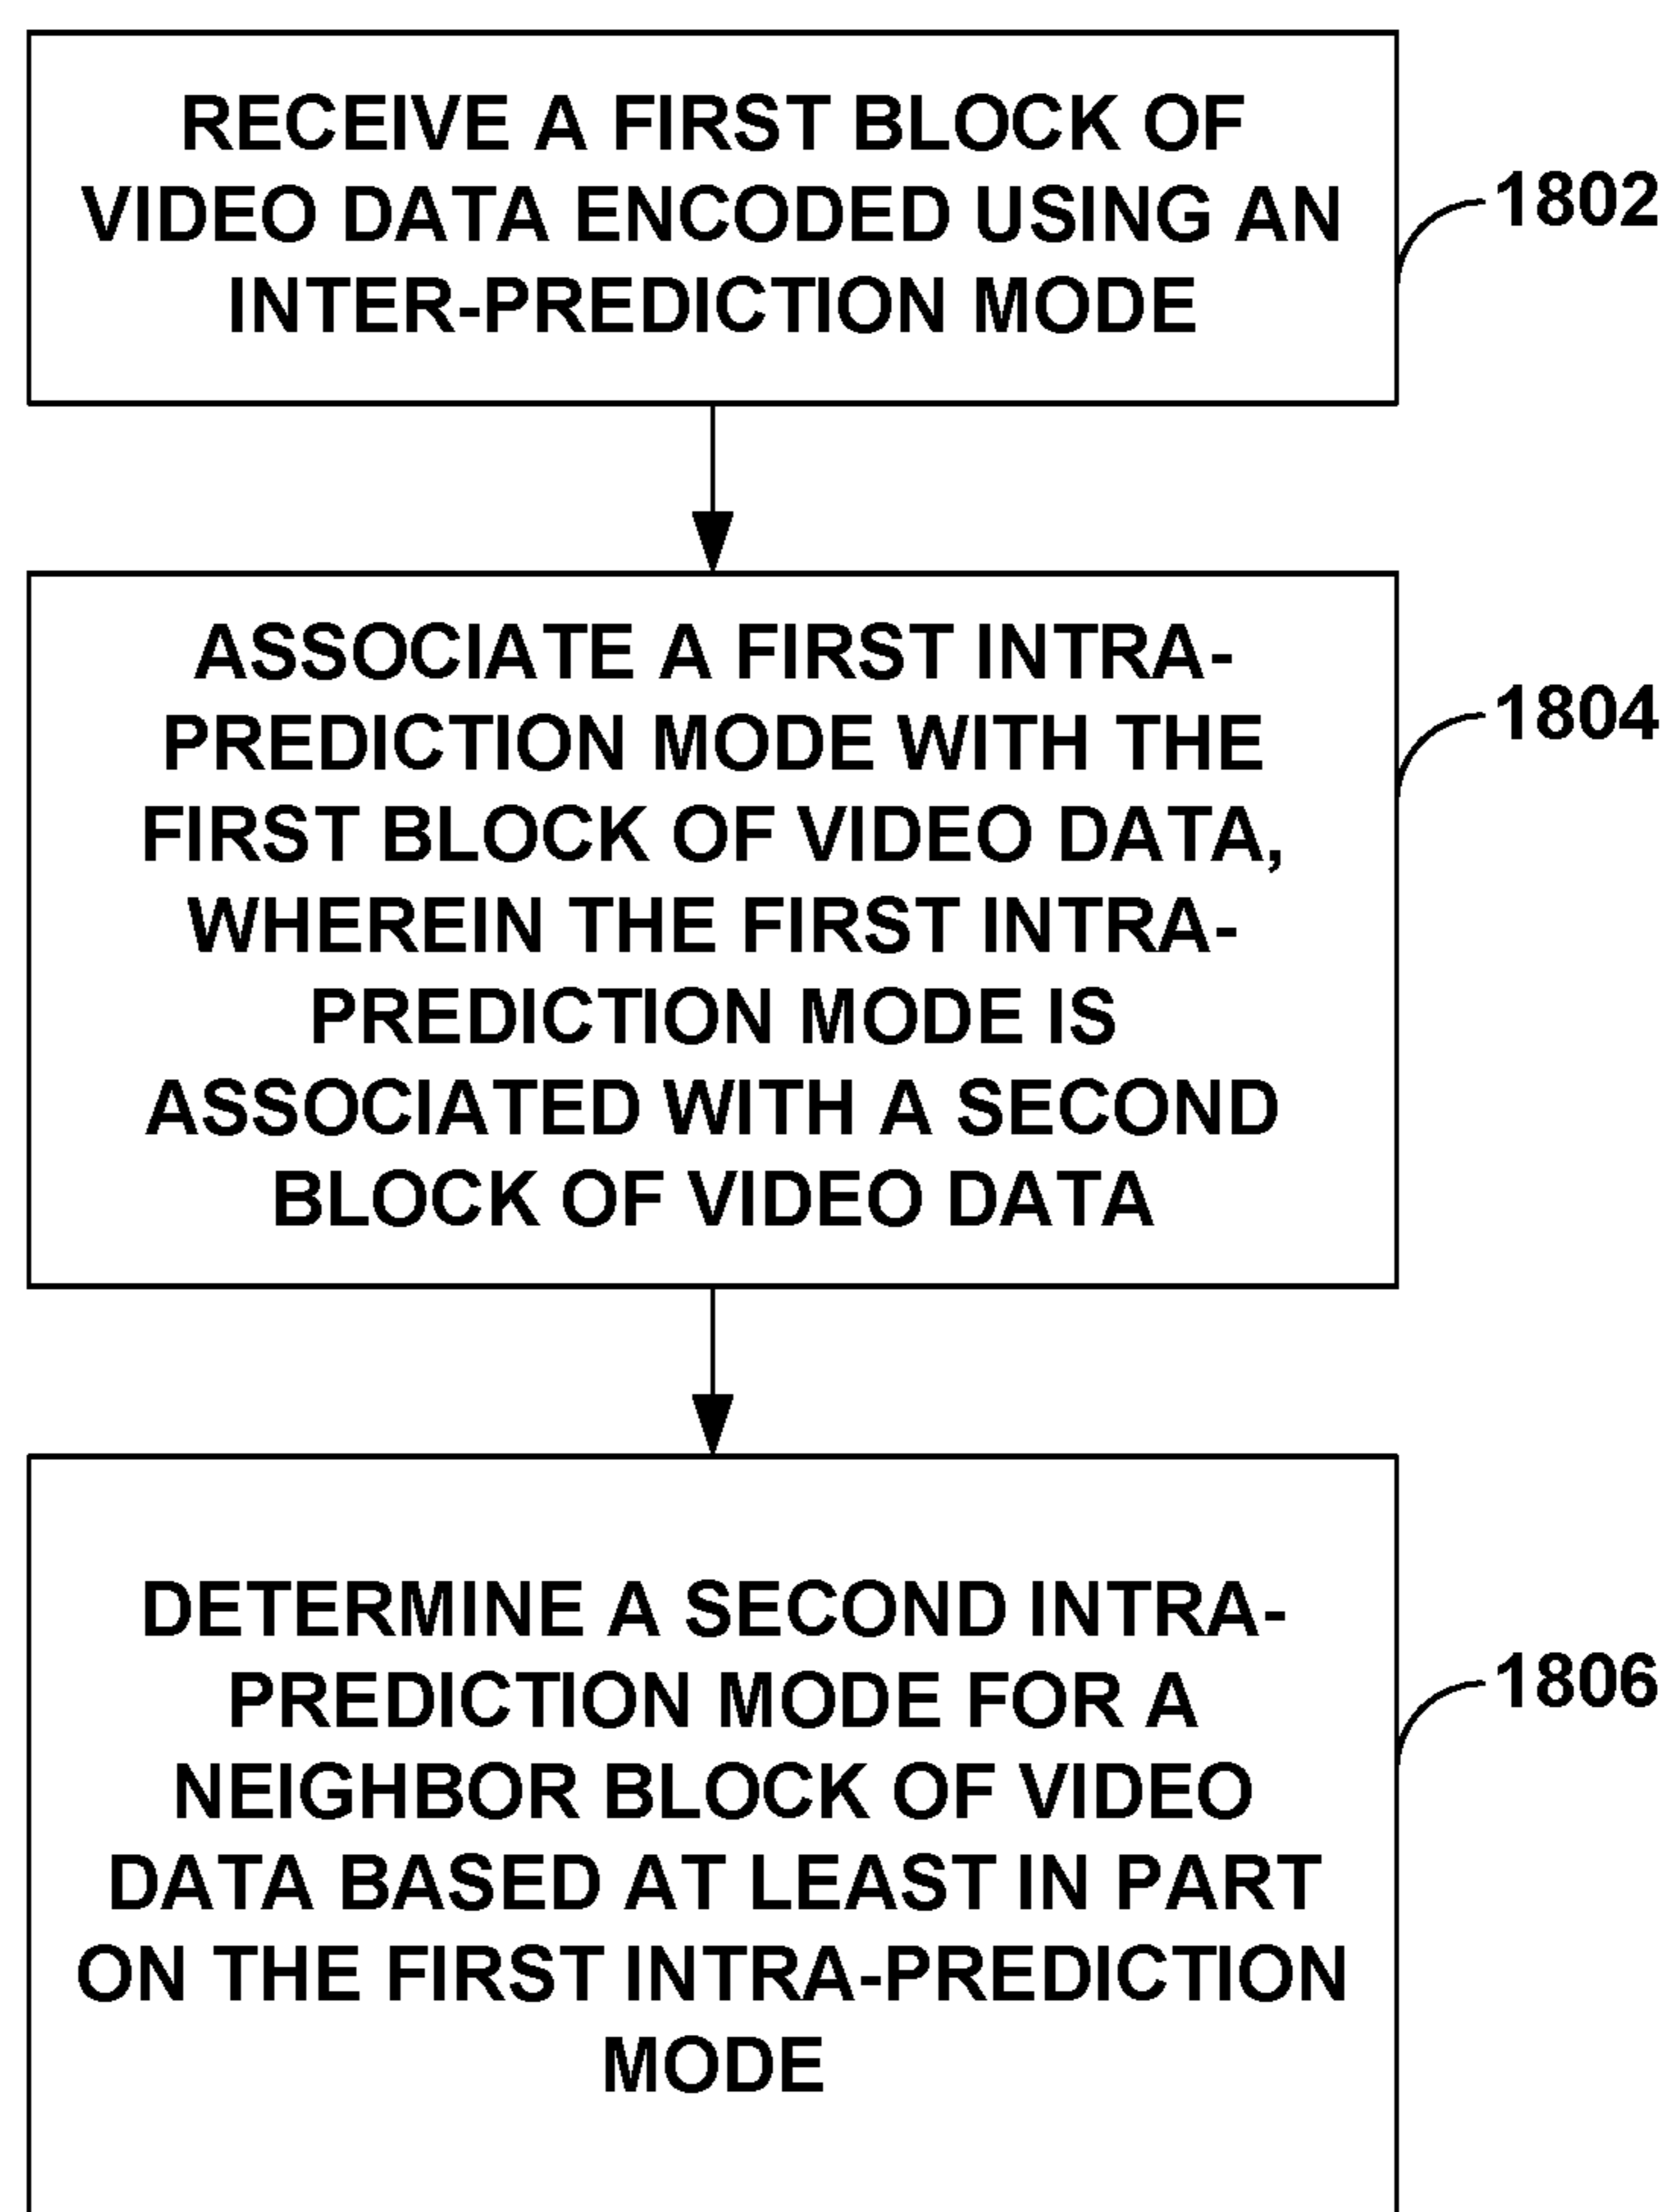 RECEIVE A FIRST BLOCK OF
VIDEO DATA ENCODED USING AN
INTER-PREDICTION MODE
1802
ASSOCIATE A FIRST INTRA-
PREDICTION MODE WITH THE
FIRST BLOCK OF VIDEO DATA,
WHEREIN THE FIRST INTRA-
PREDICTION MODE IS
ASSOCIATED WITH A SECOND
BLOCK OF VIDEO DATA
1804
DETERMINE A SECOND INTRA-
PREDICTION MODE FOR A
NEIGHBOR BLOCK OF VIDEO
DATA BASED AT LEAST IN PART
ON THE FIRST INTRA-PREDICTION
MODE
1806